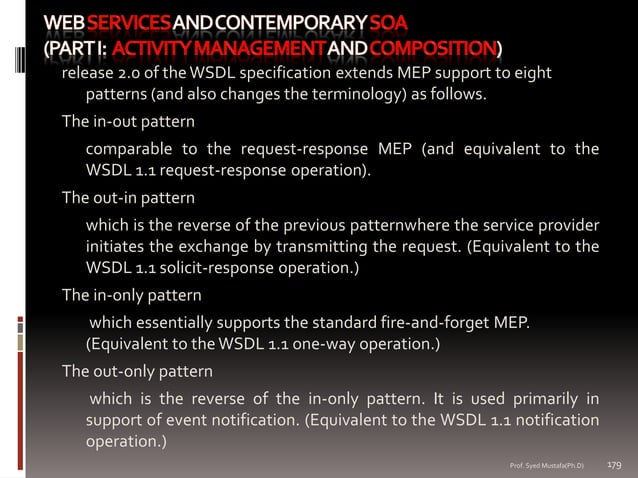 WEB SERVICES AND CONTEMPORARY SOA
(PART I: ACTIVITY MANAGEMENT AND COMPOSITION)
release 2.0 of the WSDL specification extends MEP support to eight
patterns (and also changes the terminology) as follows.
The in-out pattern
comparable to the request-response MEP (and equivalent to the
WSDL 1.1 request-response operation).
The out-in pattern
which is the reverse of the previous patternwhere the service provider
initiates the exchange by transmitting the request. (Equivalent to the
WSDL 1.1 solicit-response operation.)
The in-only pattern
which essentially supports the standard fire-and-forget MEP.
(Equivalent to the WSDL 1.1 one-way operation.)
The out-only pattern
which is the reverse of the in-only pattern. It is used primarily in
support of event notification. (Equivalent to the WSDL 1.1 notification
operation.)
Prof. Syed Mustafa(Ph.D) 179